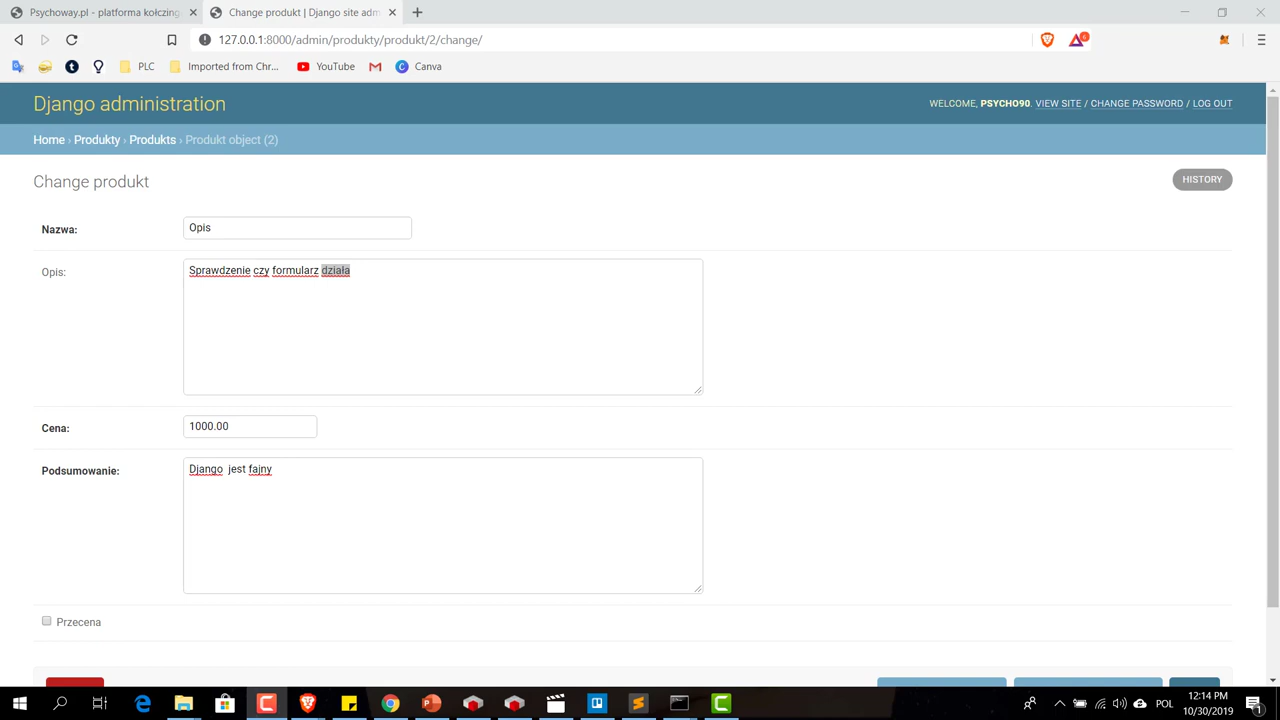 Psychoway.pl - platforma kołczing
Change produkt | Django site adm
127.0.0.1:8000/admin/produkty/produkt/2/change/
6
PLC
Imported from Chr...
YouTube
Canva
Django administration
WELCOME, PSYCHO90. VIEW SITE / CHANGE PASSWORD / LOG OUT
Home › Produkty › Produkts › Produkt object (2)
Change produkt
HISTORY
Nazwa:
Opis
Opis:
Sprawdzenie czy formularz działa
Cena:
1000.00
Podsumowanie:
Django  jest fajny
Przecena
POL
12:14 PM
10/30/2019
1